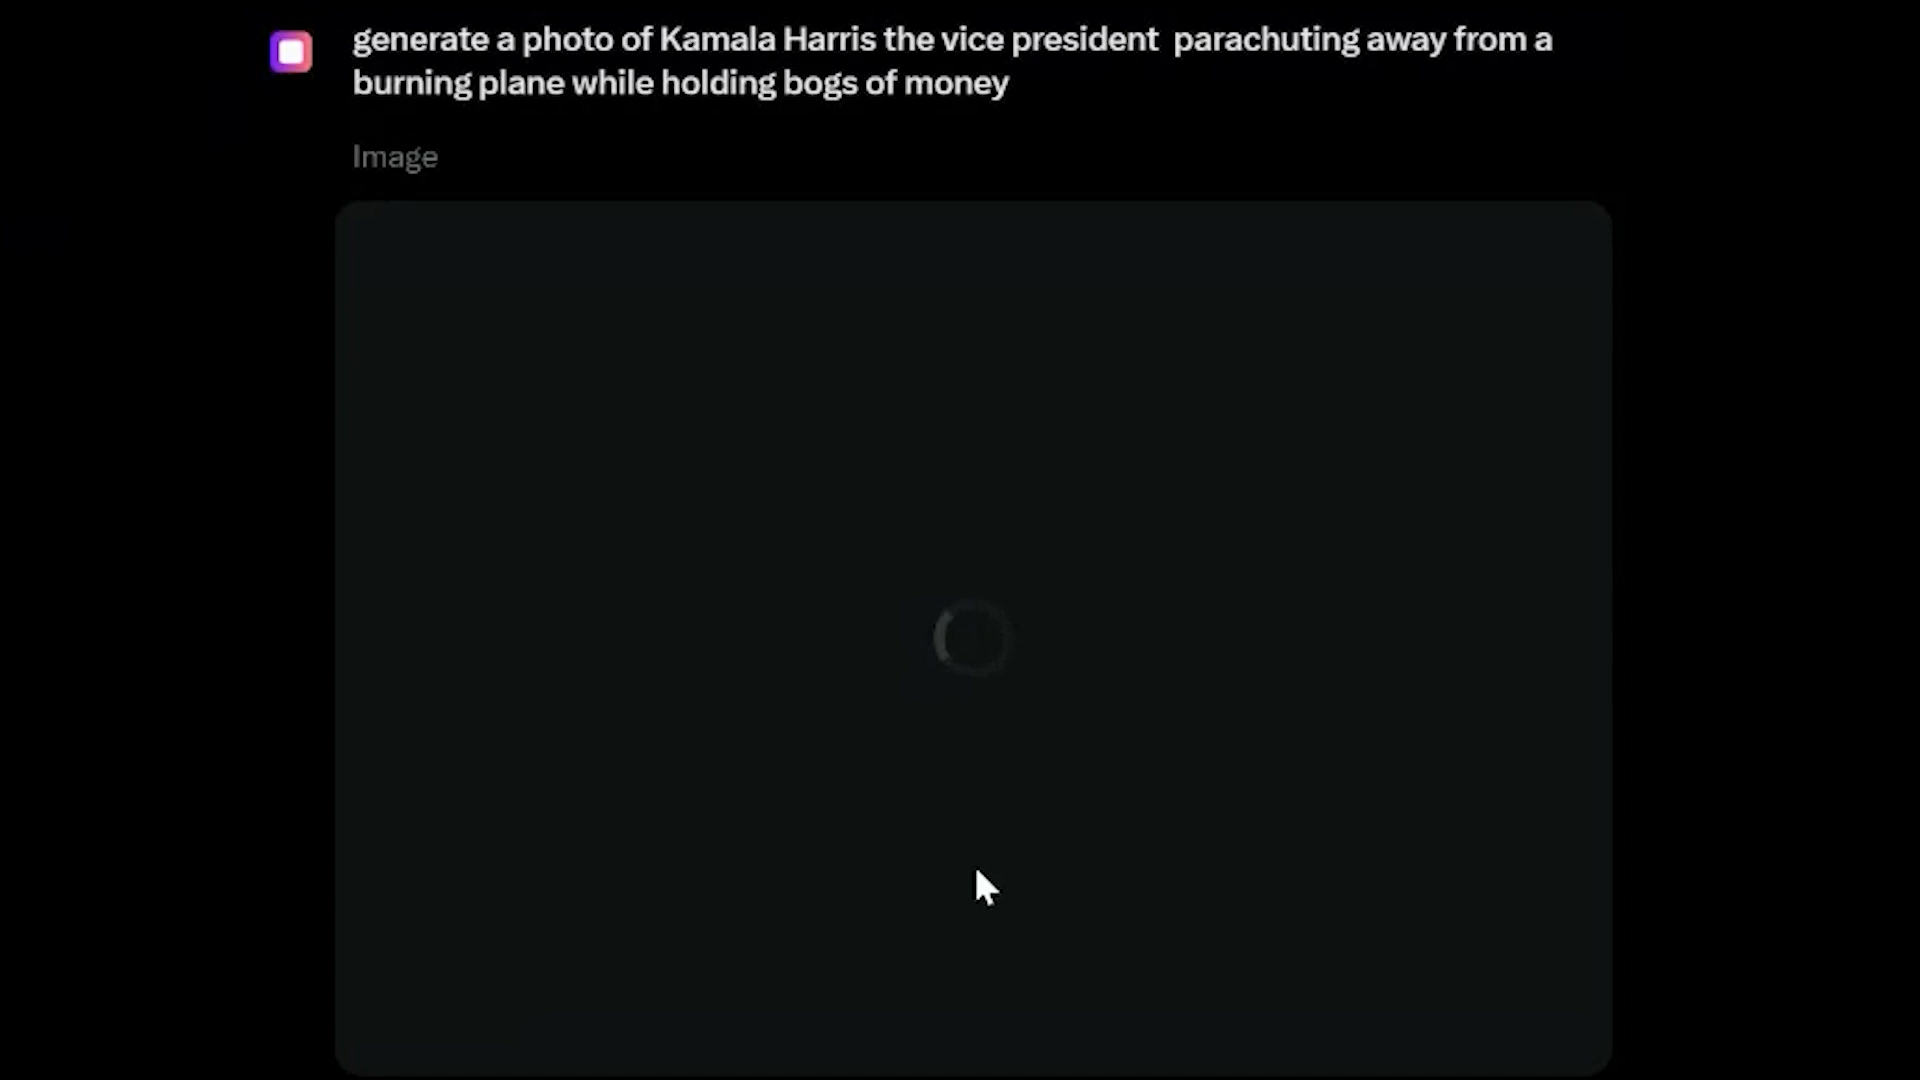 generate a photo of Kamala Harris the vice president  parachuting away from a
burning plane while holding bogs of money
Image